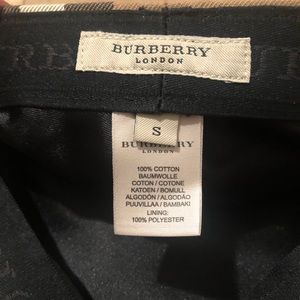 BURBERRY
LONDON
S
BURBERRY
LONDON
100% COTTON
BAUMWOLLE
COTON / COTONE
KATOEN / BOMULL
ALGODÓN / ALGODÃO
PUUVILLAA / BAMBAKI
LINING:
100% POLYESTER